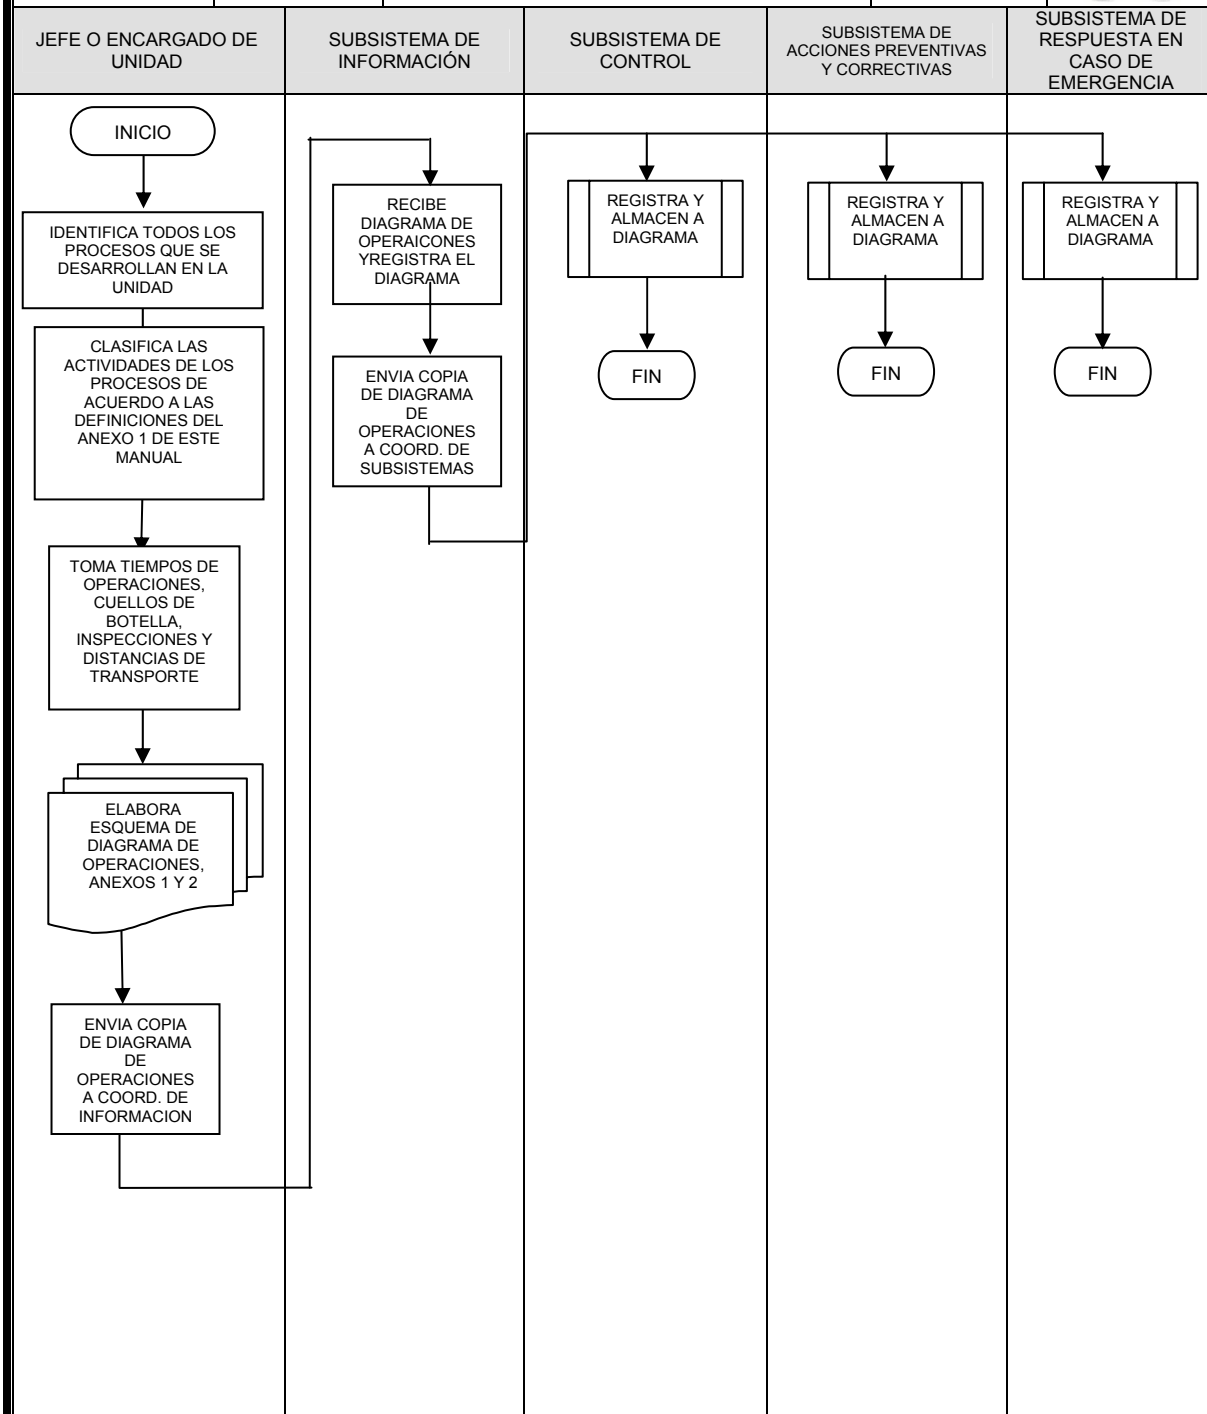 JEFE O ENCARGADO DE
UNIDAD
SUBSISTEMA DE
INFORMACIÓN
SUBSISTEMA DE
CONTROL
SUBSISTEMA DE
ACCIONES PREVENTIVAS
Y CORRECTIVAS
SUBSISTEMA DE
RESPUESTA EN
CASO DE
EMERGENCIA
INICIO
IDENTIFICA TODOS LOS
PROCESOS QUE SE
DESARROLLAN EN LA
UNIDAD
CLASIFICA LAS
ACTIVIDADES DE LOS
PROCESOS DE
ACUERDO A LAS
DEFINICIONES DEL
ANEXO 1 DE ESTE
MANUAL
TOMA TIEMPOS DE
OPERACIONES,
CUELLOS DE
BOTELLA,
INSPECCIONES Y
DISTANCIAS DE
TRANSPORTE
ELABORA
ESQUEMA DE
DIAGRAMA DE
OPERACIONES,
ANEXOS 1 Y 2
ENVIA COPIA
DE DIAGRAMA
DE
OPERACIONES
A COORD. DE
INFORMACION
RECIBE
DIAGRAMA DE
OPERAICONES
YREGISTRA EL
DIAGRAMA
ENVIA COPIA
DE DIAGRAMA
DE
OPERACIONES
A COORD. DE
SUBSISTEMAS
REGISTRA Y
ALMACEN A
DIAGRAMA
FIN
REGISTRA Y
ALMACEN A
DIAGRAMA
FIN
REGISTRA Y
ALMACEN A
DIAGRAMA
FIN